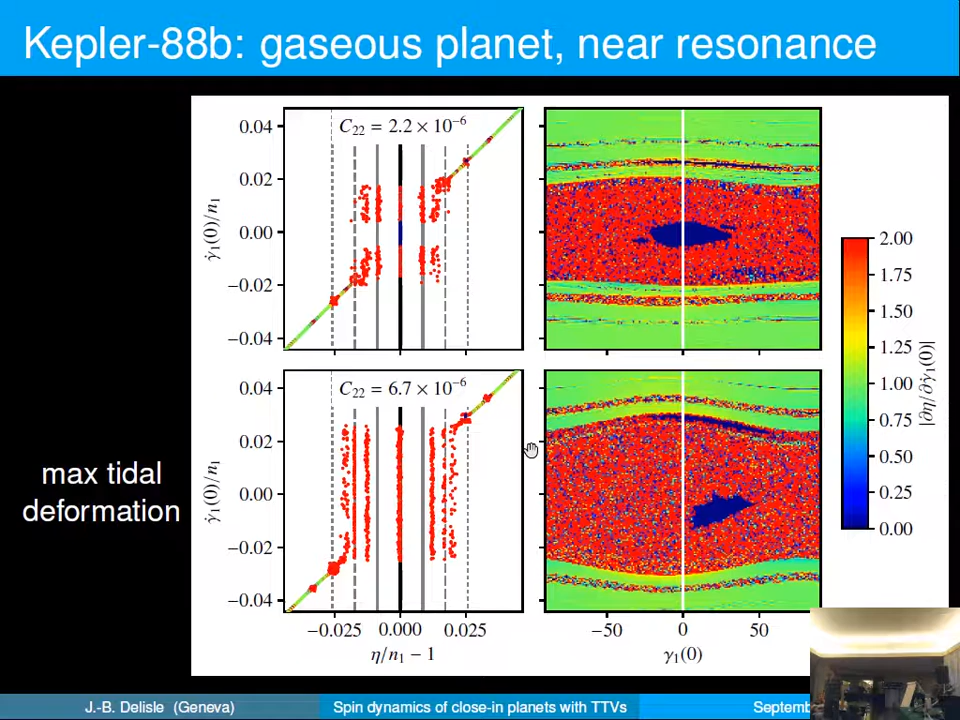 Kepler-88b: gaseous planet, near resonance
C₂₂ = 2.2 × 10⁻⁶
0.04
0.02
0.00
−0.02
−0.04
γ̇₁(0)/n₁
C₂₂ = 6.7 × 10⁻⁶
0.04
0.02
0.00
−0.02
−0.04
γ̇₁(0)/n₁
max tidal
deformation
−0.025 0.000 0.025
η/n₁ − 1
−50 0 50
γ₁(0)
2.00
1.75
1.50
1.25
1.00
0.75
0.50
0.25
0.00
|∂η/∂γ̇₁(0)|
J.-B. Delisle (Geneva)
Spin dynamics of close-in planets with TTVs